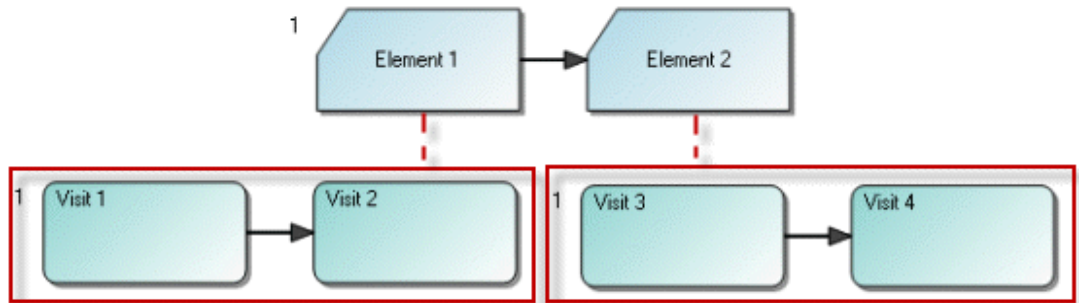 1
Element 1
Element 2
1
Visit 1
Visit 2
1
Visit 3
Visit 4